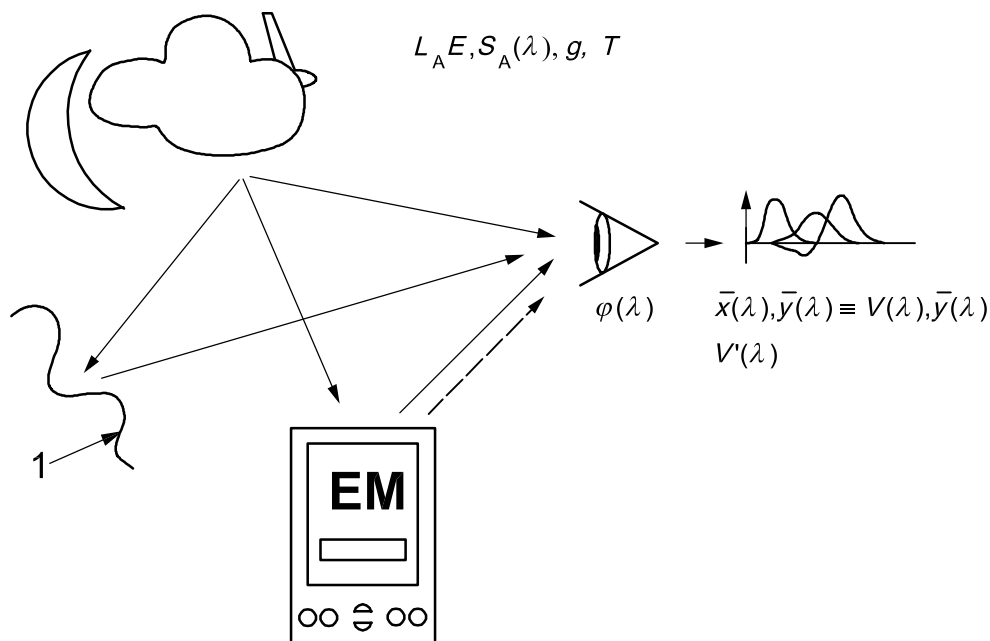 L_A E, S_A(λ), g, T
φ(λ)
x̅(λ), y̅(λ) ≡ V(λ), y̅(λ)
V'(λ)
1
EM